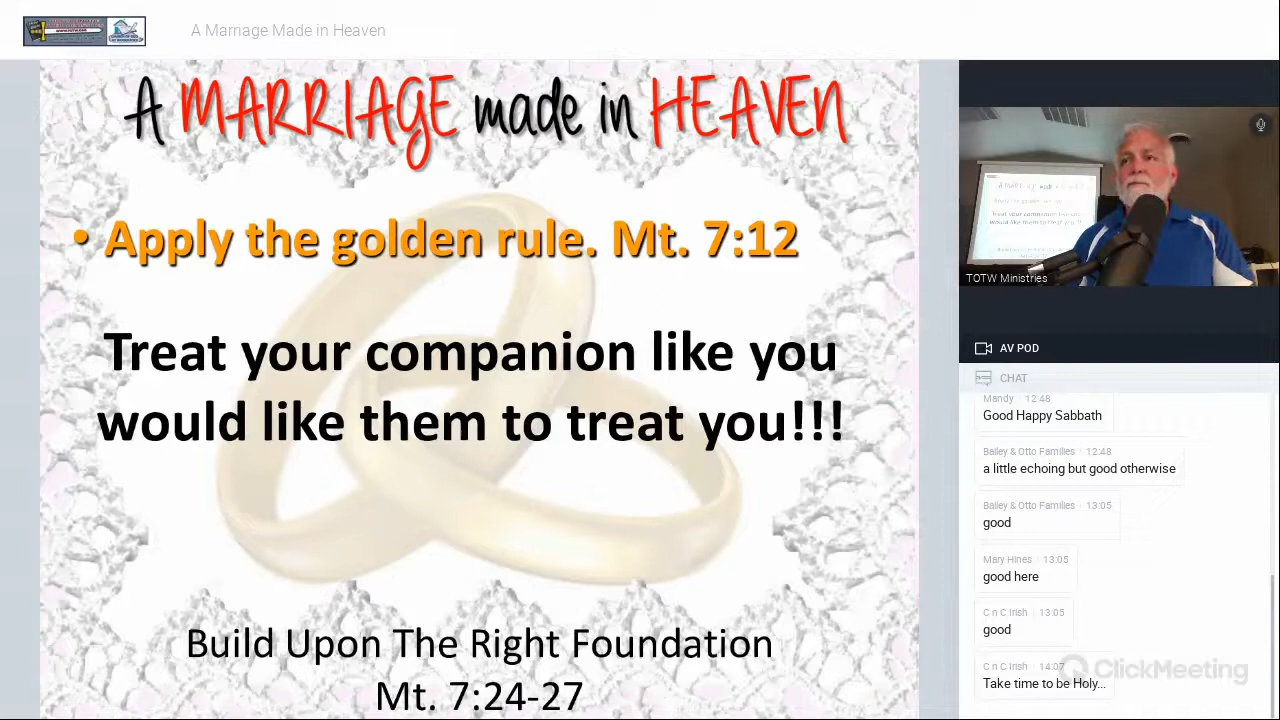 A Marriage Made in Heaven
A MARRIAGE made in HEAVEN
• Apply the golden rule. Mt. 7:12
Treat your companion like you
would like them to treat you!!!
Build Upon The Right Foundation
Mt. 7:24-27
TOTW Ministries
AV POD
CHAT
Mandy 12:48
Good Happy Sabbath
Bailey & Otto Families · 12:48
a little echoing but good otherwise
Bailey & Otto Families · 13:05
good
Mary Hines · 13:05
good here
C n C Irish · 13:05
good
C n C Irish · 14:07
Take time to be Holy...
ClickMeeting